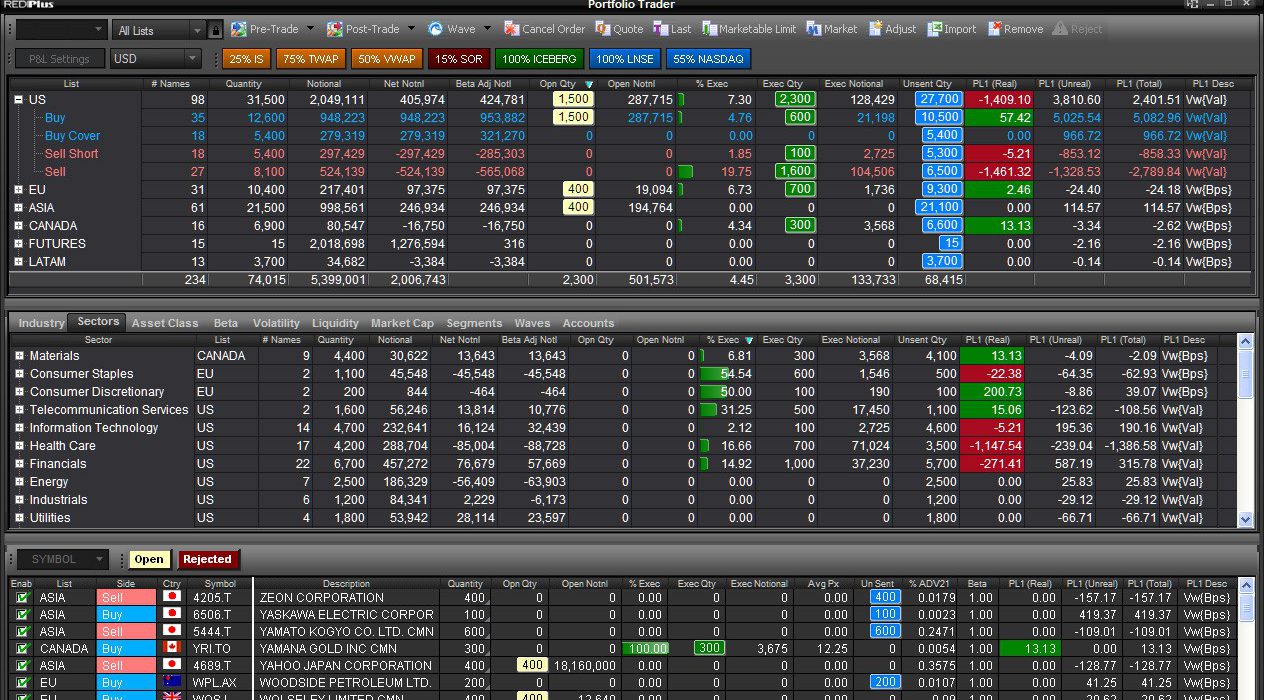 REDIPlus Portfolio Trader
All Lists Pre-Trade Post-Trade Wave Cancel Order Quote Last Marketable Limit Market Adjust Import Remove Reject
P&L Settings USD 25% IS 75% TWAP 50% VWAP 15% SOR 100% ICEBERG 100% LNSE 55% NASDAQ
List # Names Quantity Notional Net Notnl Beta Adj Notl Opn Qty Open Notnl % Exec Exec Qty Exec Notional Unsent Qty PL1 (Real) PL1 (Unreal) PL1 (Total) PL1 Desc
US 98 31,500 2,049,111 405,974 424,781 1,500 287,715 7.30 2,300 128,429 27,700 -1,409.10 3,810.60 2,401.51 Vw{Val}
Buy 35 12,600 948,223 948,223 953,882 1,500 287,715 4.76 600 21,198 10,500 57.42 5,025.54 5,082.96 Vw{Val}
Buy Cover 18 5,400 279,319 279,319 321,270 0 0 0.00 0 0 5,400 0.00 966.72 966.72 Vw{Val}
Sell Short 18 5,400 297,429 -297,429 -285,303 0 0 1.85 100 2,725 5,300 -5.21 -853.12 -858.33 Vw{Val}
Sell 27 8,100 524,139 -524,139 -565,068 0 0 19.75 1,600 104,506 6,500 -1,461.32 -1,328.53 -2,789.84 Vw{Val}
EU 31 10,400 217,401 97,375 97,375 400 19,094 6.73 700 1,736 9,300 2.46 -24.40 -24.18 Vw{Bps}
ASIA 61 21,500 998,561 246,934 246,934 400 194,764 0.00 0 0 21,100 0.00 114.57 114.57 Vw{Bps}
CANADA 16 6,900 80,547 -16,750 -16,750 0 0 4.34 300 3,568 6,600 13.13 -3.34 -2.62 Vw{Bps}
FUTURES 15 15 2,018,698 1,276,594 316 0 0 0.00 0 0 15 0.00 -2.16 -2.16 Vw{Bps}
LATAM 13 3,700 34,682 -3,384 -3,384 0 0 0.00 0 0 3,700 0.00 -0.14 -0.14 Vw{Bps}
234 74,015 5,399,001 2,006,743 2,300 501,573 4.45 3,300 133,733 68,415
Industry Sectors Asset Class Beta Volatility Liquidity Market Cap Segments Waves Accounts
Sector List # Names Quantity Notional Net Notnl Beta Adj Notl Opn Qty Open Notnl % Exec Exec Qty Exec Notional Unsent Qty PL1 (Real) PL1 (Unreal) PL1 (Total) PL1 Desc
Materials CANADA 9 4,400 30,622 13,643 13,643 0 0 6.81 300 3,568 4,100 13.13 -4.09 -2.09 Vw{Bps}
Consumer Staples EU 2 1,100 45,548 -45,548 -45,548 0 0 54.54 600 1,546 500 -22.38 -64.35 -62.93 Vw{Bps}
Consumer Discretionary EU 2 200 844 -464 -464 0 0 50.00 100 190 100 200.73 -8.86 39.07 Vw{Bps}
Telecommunication Services US 2 1,600 56,246 13,814 10,776 0 0 31.25 500 17,450 1,100 15.06 -123.62 -108.56 Vw{Val}
Information Technology US 14 4,700 232,641 16,124 32,439 0 0 2.12 100 2,725 4,600 -5.21 195.36 190.16 Vw{Val}
Health Care US 17 4,200 288,704 -85,004 -88,728 0 0 16.66 700 71,024 3,500 -1,147.54 -239.04 -1,386.58 Vw{Val}
Financials US 22 6,700 457,272 76,679 57,669 0 0 14.92 1,000 37,230 5,700 -271.41 587.19 315.78 Vw{Val}
Energy US 7 2,500 186,329 -56,409 -63,903 0 0 0.00 0 0 2,500 0.00 25.83 25.83 Vw{Val}
Industrials US 6 1,200 84,341 2,229 -6,173 0 0 0.00 0 0 1,200 0.00 -29.12 -29.12 Vw{Val}
Utilities US 4 1,800 53,942 28,114 23,597 0 0 0.00 0 0 1,800 0.00 -66.71 -66.71 Vw{Val}
SYMBOL Open Rejected
Enab List Side Ctry Symbol Description Quantity Opn Qty Open Notnl % Exec Exec Qty Exec Notional Avg Px Un Sent % ADV21 Beta PL1 (Real) PL1 (Unreal) PL1 (Total) PL1 Desc
ASIA Sell 4205.T ZEON CORPORATION 400 0 0 0.00 0 0 0.00 400 0.0179 1.00 0.00 -157.17 -157.17 Vw{Bps}
ASIA Buy 6506.T YASKAWA ELECTRIC CORPOR 100 0 0 0.00 0 0 0.00 100 0.0023 1.00 0.00 419.37 419.37 Vw{Bps}
ASIA Sell 5444.T YAMATO KOGYO CO. LTD. CMN 600 0 0 0.00 0 0 0.00 600 0.2471 1.00 0.00 -109.01 -109.01 Vw{Bps}
CANADA Buy YRI.TO YAMANA GOLD INC CMN 300 0 0 100.00 300 3,675 12.25 0 0.0054 1.00 13.13 0.00 13.13 Vw{Bps}
ASIA Sell 4689.T YAHOO JAPAN CORPORATION 400 400 18,160,000 0.00 0 0 0.00 0 0.3575 1.00 0.00 -128.77 -128.77 Vw{Bps}
EU Buy WPL.AX WOODSIDE PETROLEUM LTD. 200 0 0 0.00 0 0 0.00 200 0.0107 1.00 0.00 41.25 41.25 Vw{Bps}
EU Buy WOS.L WOLSELEY LIMITED CMN 400 400 12,640 0.00 0 0 0.00